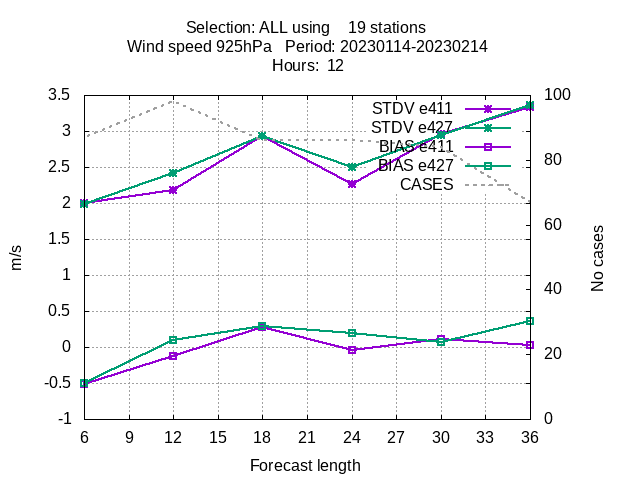 Selection: ALL using    19 stations
Wind speed 925hPa   Period: 20230114-20230214
Hours:  12
3.5
3
2.5
2
1.5
1
0.5
0
-0.5
-1
100
80
60
40
20
0
STDV e411
STDV e427
BIAS e411
BIAS e427
CASES
m/s
No cases
6 9 12 15 18 21 24 27 30 33 36
Forecast length